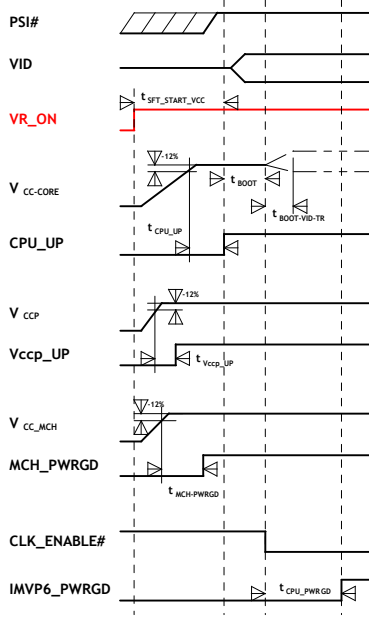 PSI#
VID
t SFT_START_VCC
VR_ON
-12%
V CC-CORE
t BOOT
t BOOT-VID-TR
t CPU_UP
CPU_UP
-12%
V CCP
Vccp_UP
t Vccp_UP
-12%
V CC_MCH
MCH_PWRGD
t MCH-PWRGD
CLK_ENABLE#
IMVP6_PWRGD
t CPU_PWRGD